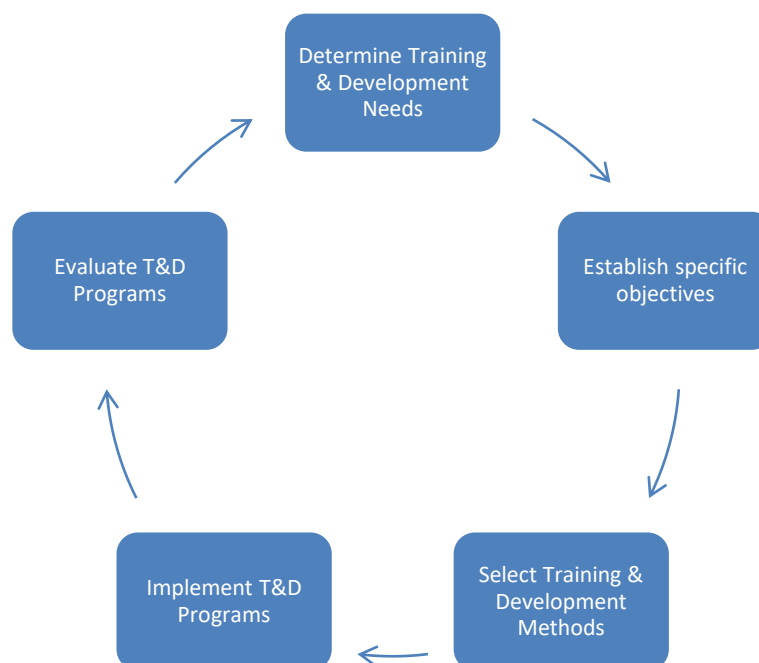 Determine Training
& Development
Needs
Establish specific
objectives
Select Training &
Development
Methods
Implement T&D
Programs
Evaluate T&D
Programs